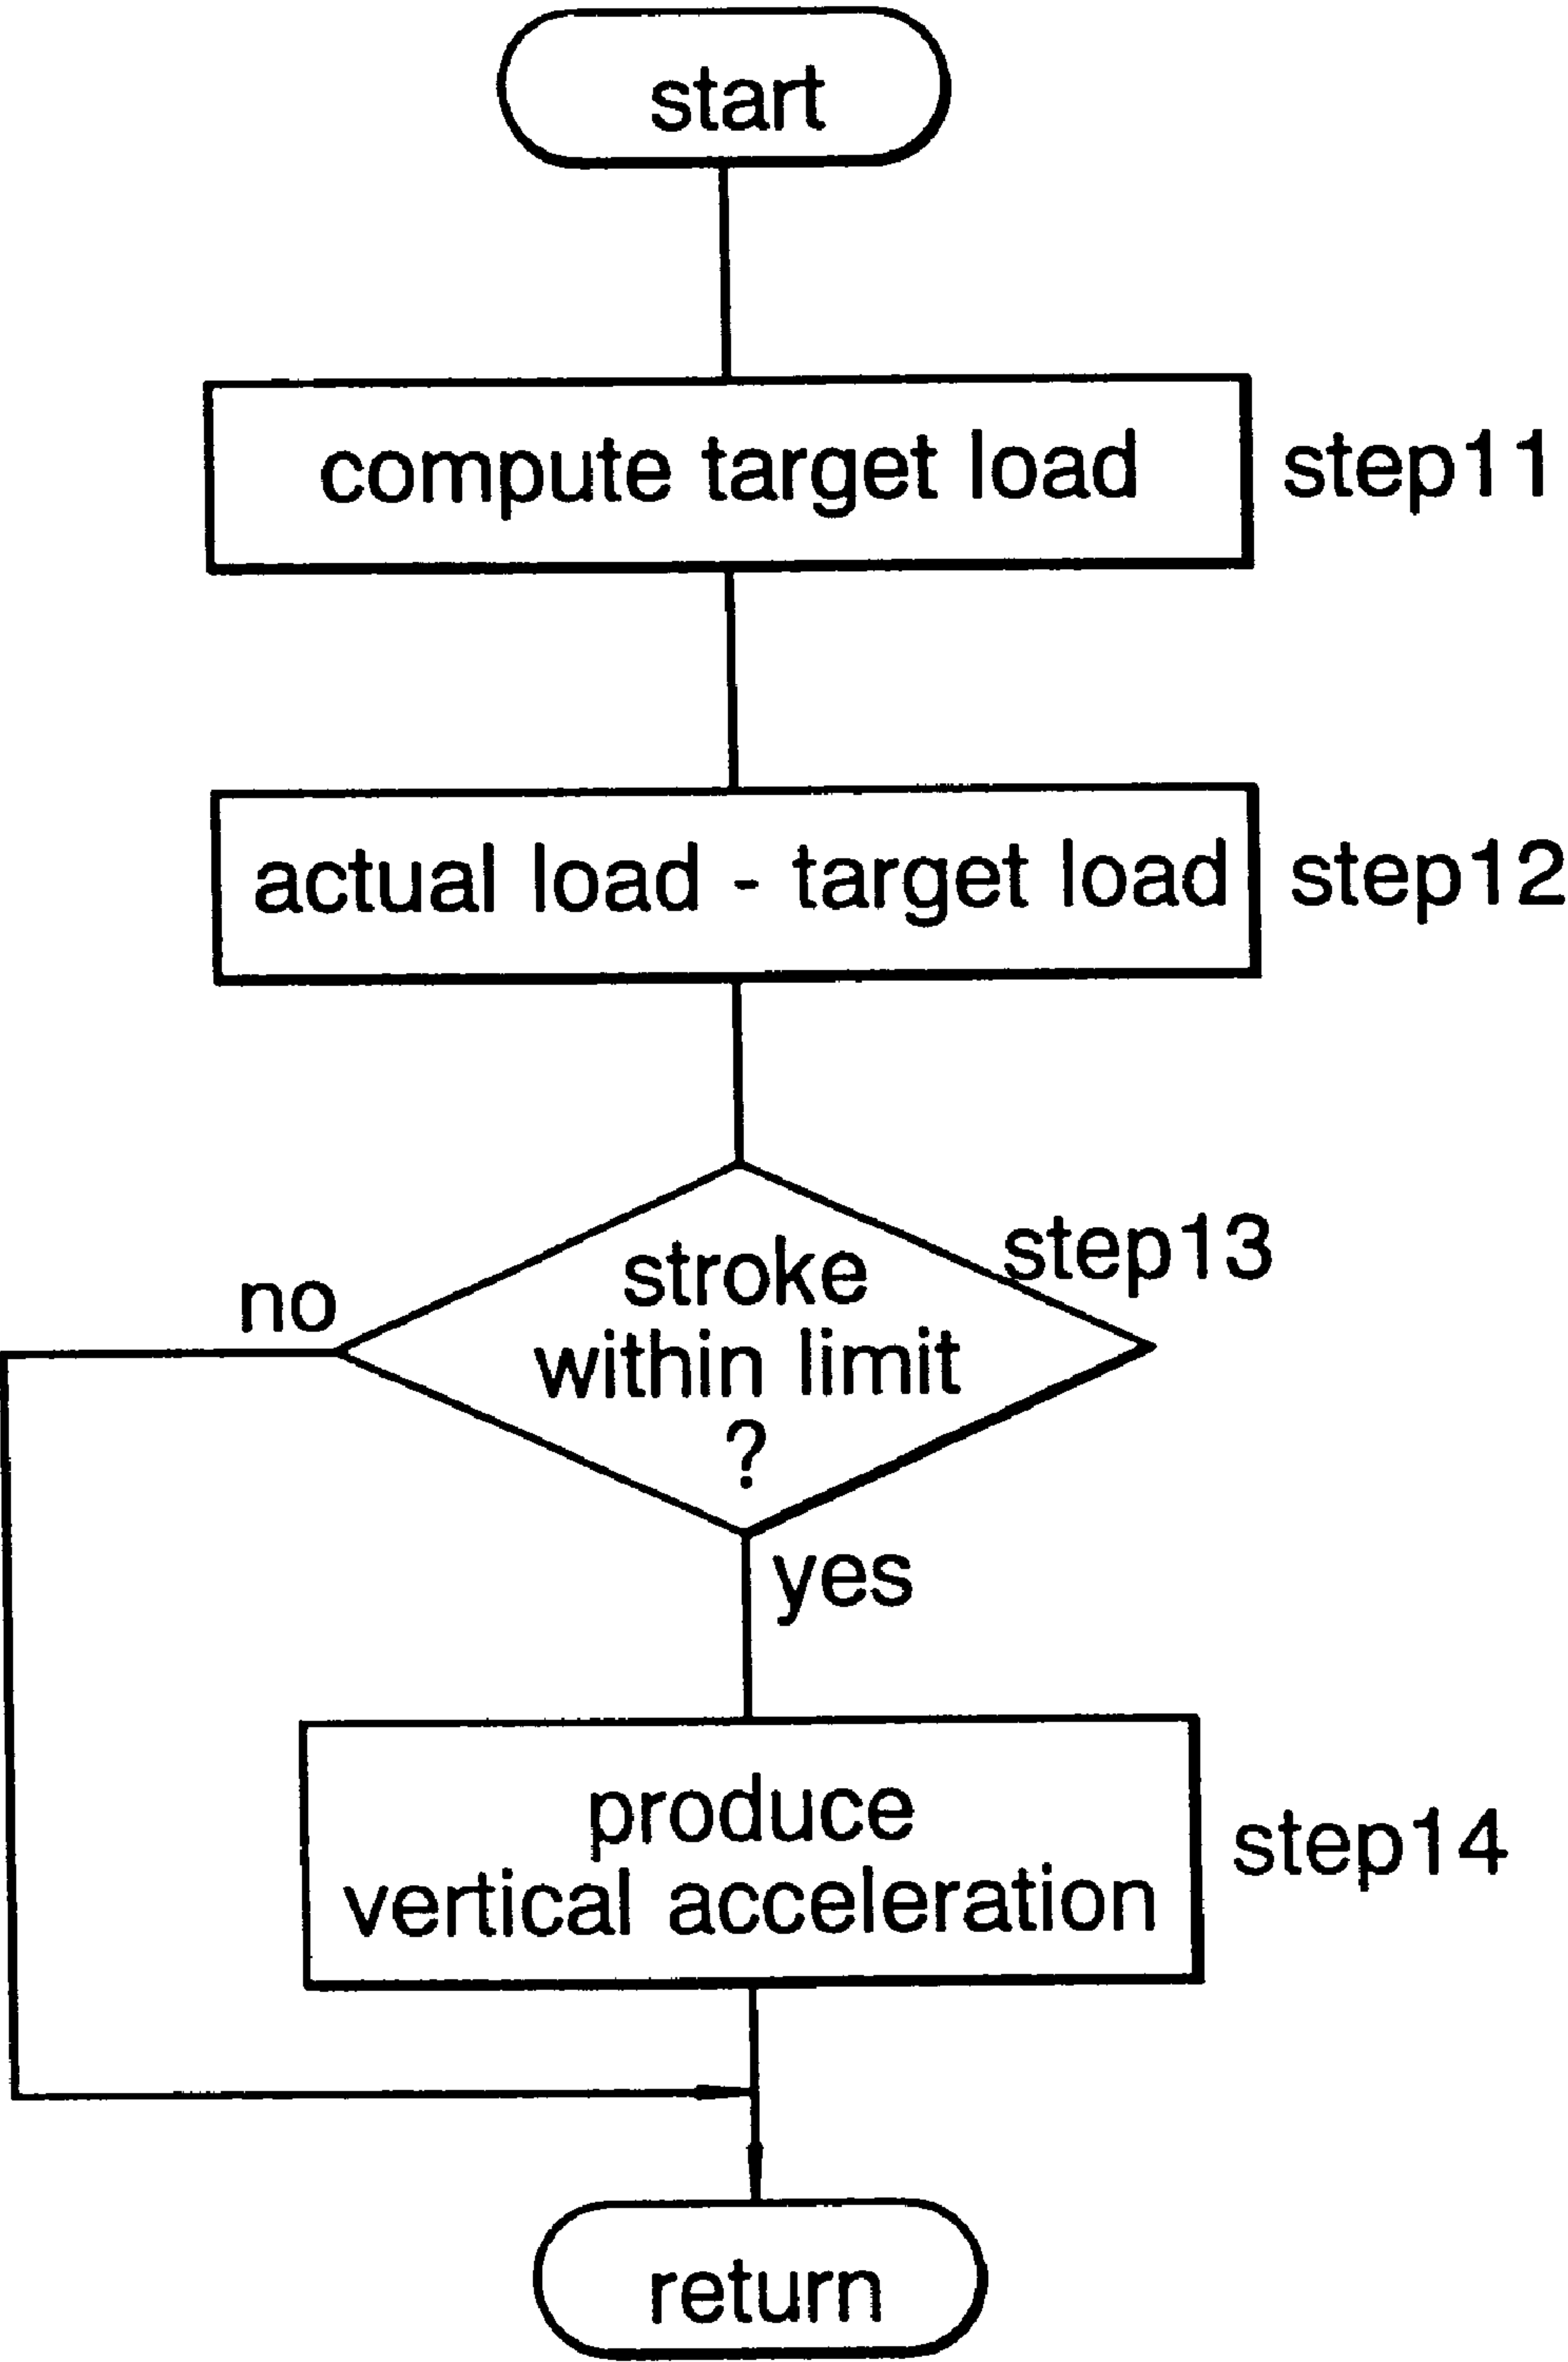 start
compute target load
step11
actual load - target load
step12
step13
stroke
within limit
?
no
yes
produce
vertical acceleration
step14
return